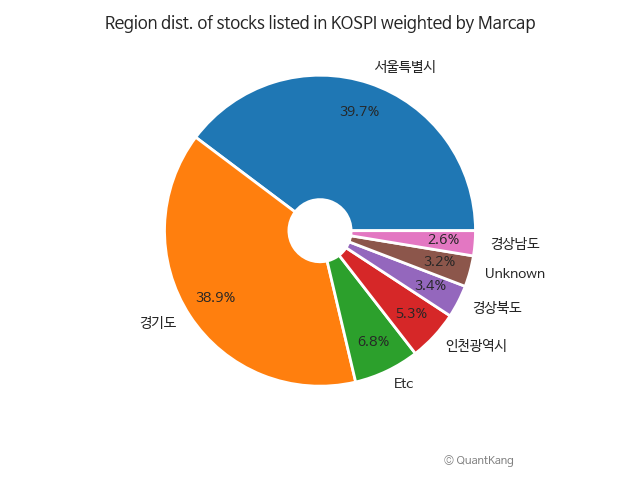 Region dist. of stocks listed in KOSPI weighted by Marcap
서울특별시
39.7%
경기도
38.9%
Etc
6.8%
인천광역시
5.3%
경상북도
3.4%
Unknown
3.2%
경상남도
2.6%
© QuantKang